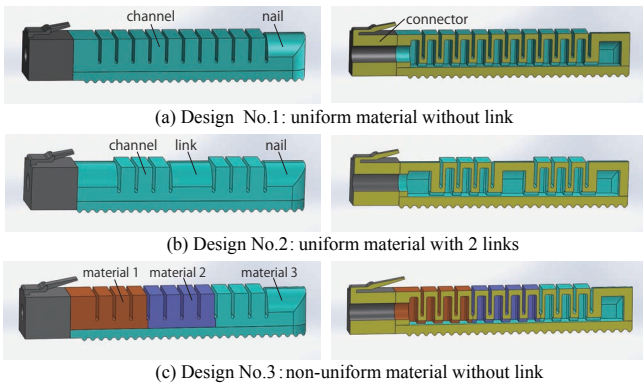 channel nail
connector
(a) Design No.1: uniform material without link
channel link nail
(b) Design No.2: uniform material with 2 links
material 1 material 2 material 3
(c) Design No.3: non-uniform material without link